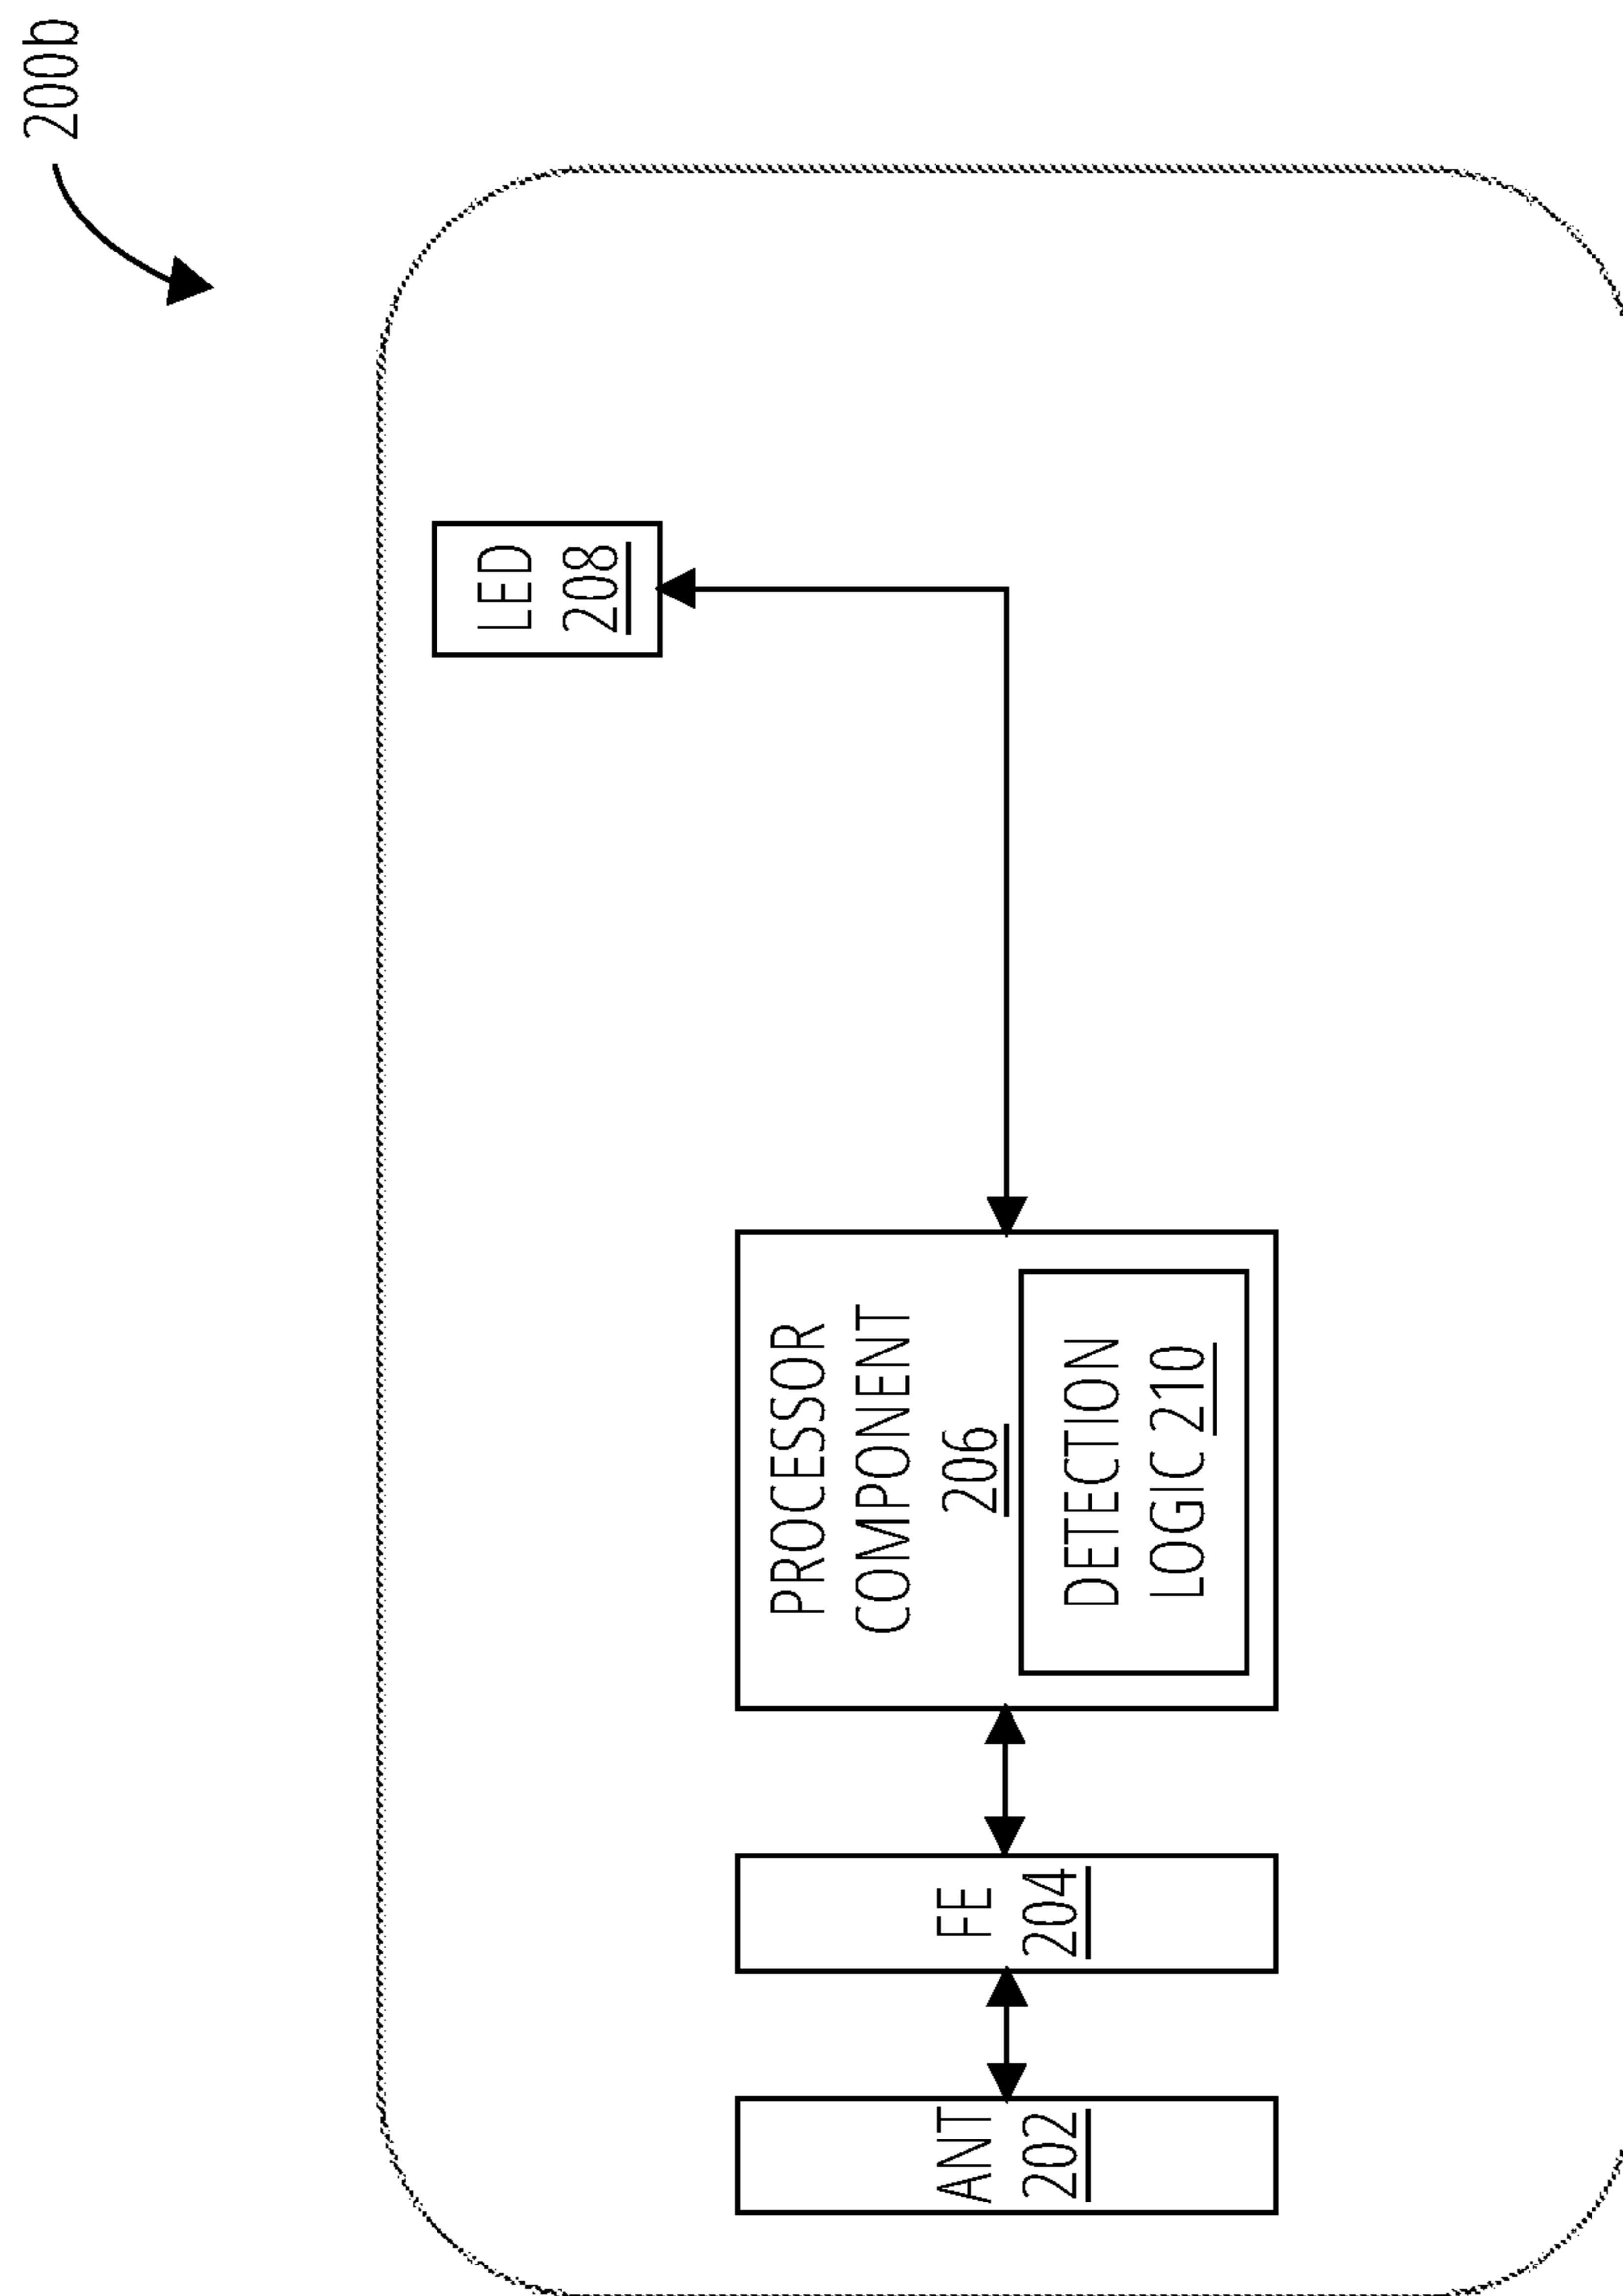 200b
LED
208
PROCESSOR
COMPONENT
206
DETECTION
LOGIC 210
FE
204
ANT
202